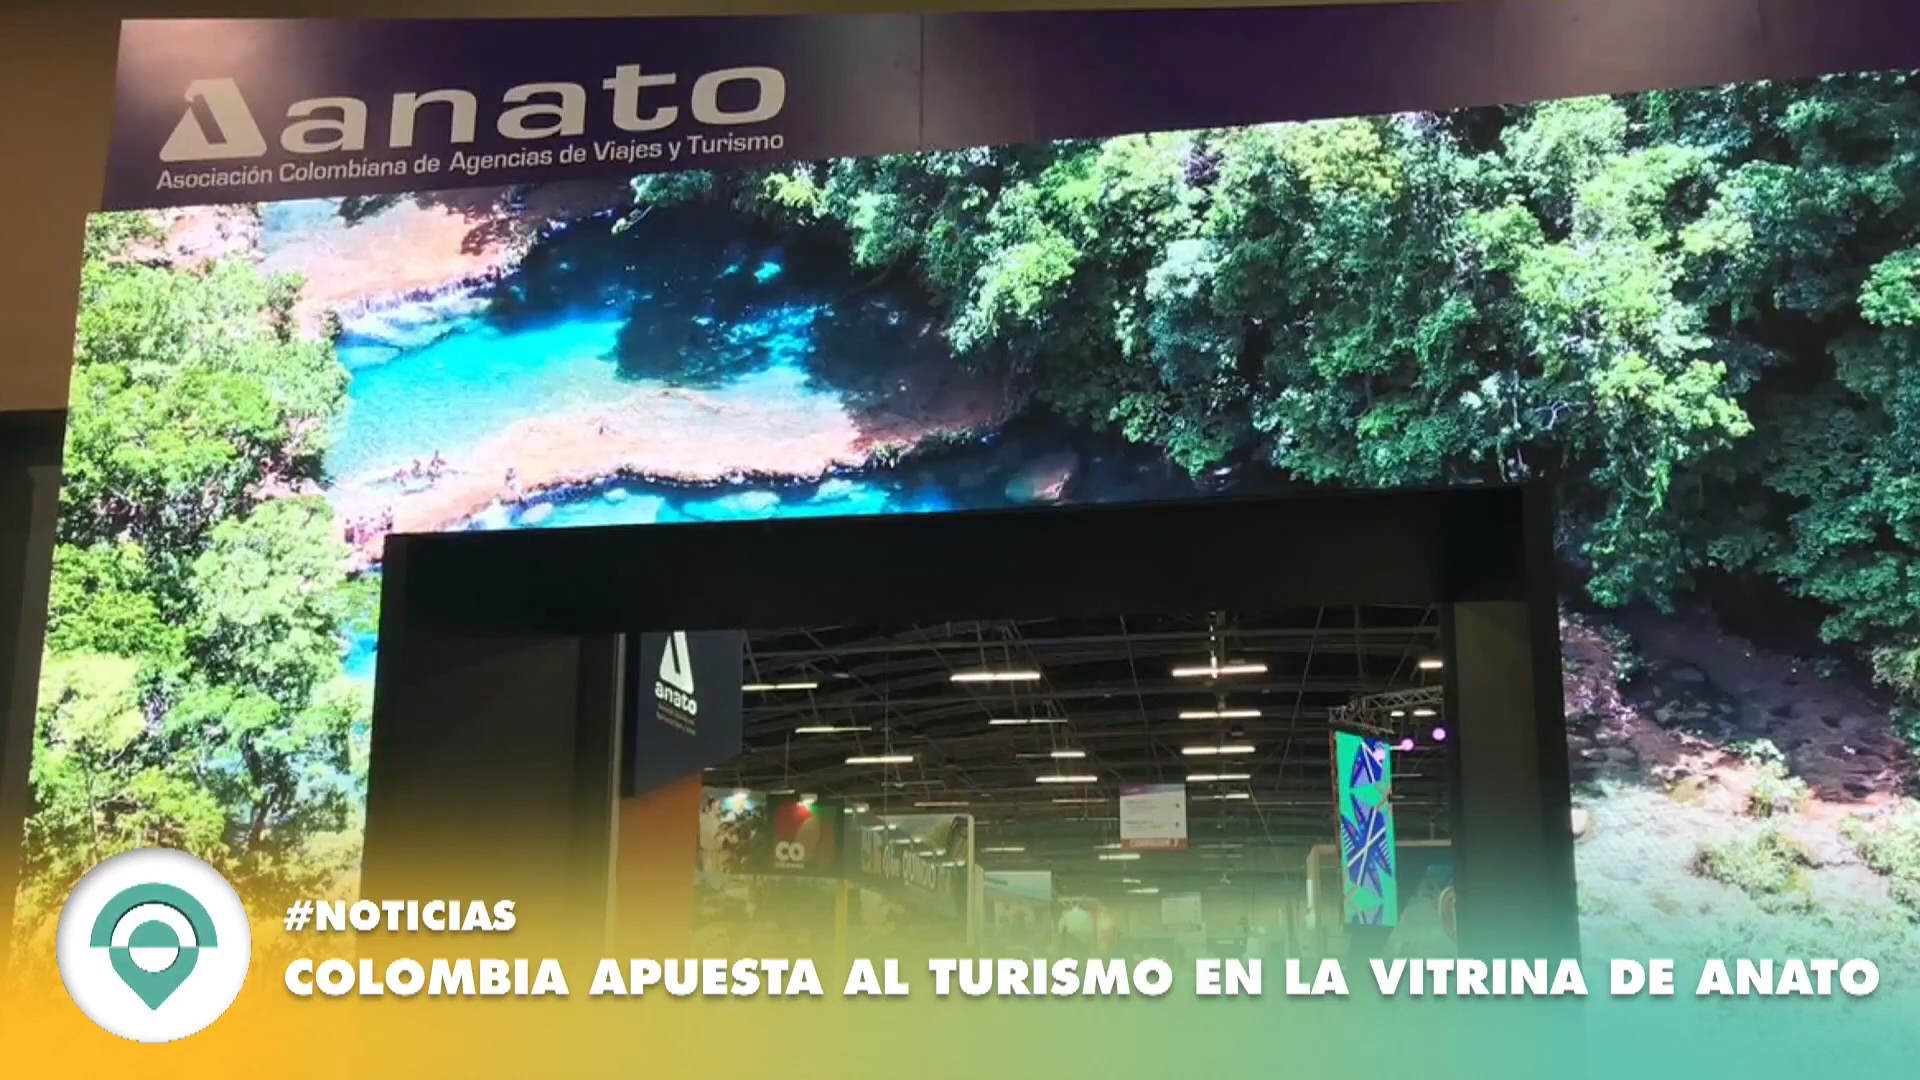 anato
Asociación Colombiana de Agencias de Viajes y Turismo
anato
CO
#NOTICIAS
COLOMBIA APUESTA AL TURISMO EN LA VITRINA DE ANATO